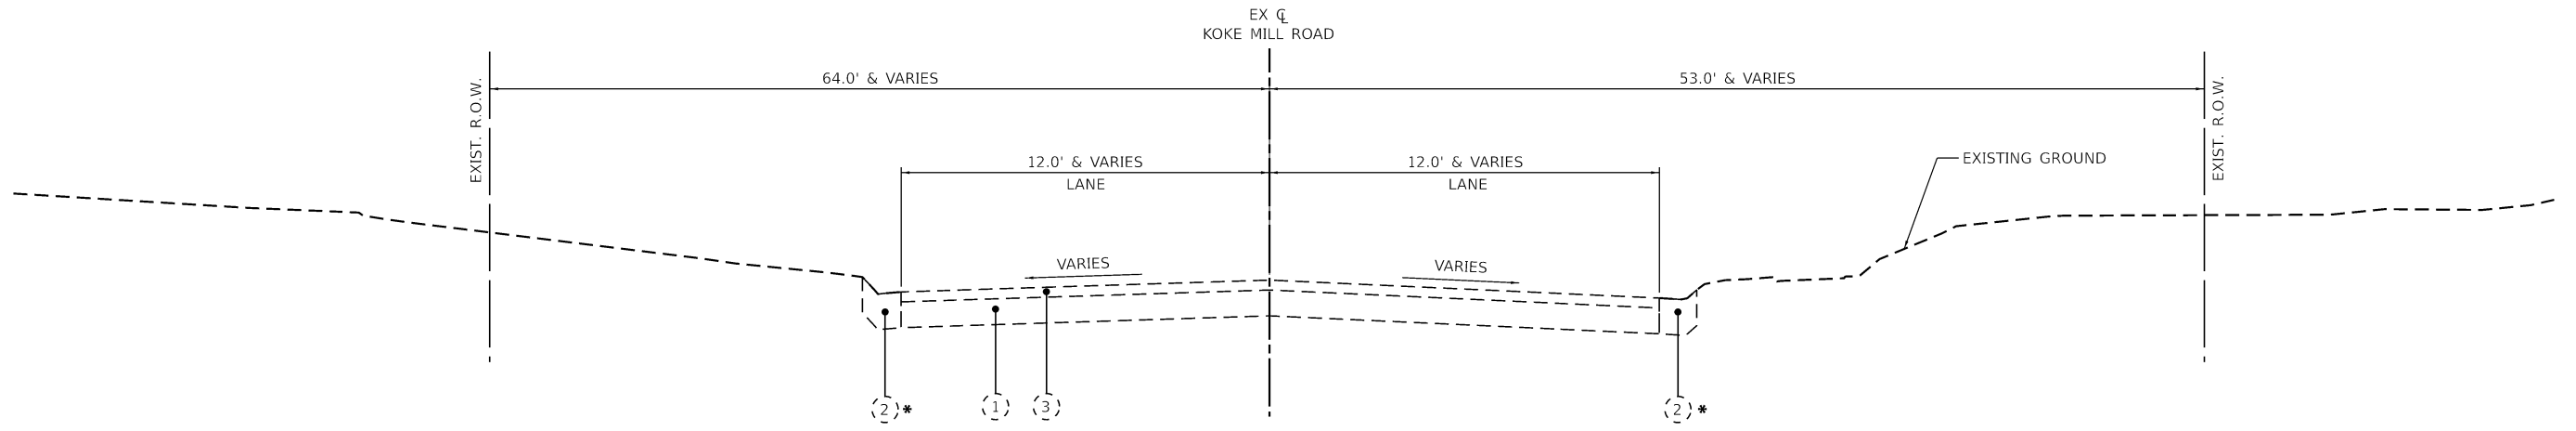 EX ℄
KOKE MILL ROAD
64.0' & VARIES
53.0' & VARIES
EXIST. R.O.W.
EXIST. R.O.W.
12.0' & VARIES
LANE
12.0' & VARIES
LANE
EXISTING GROUND
VARIES
VARIES
2 *
1
3
2 *